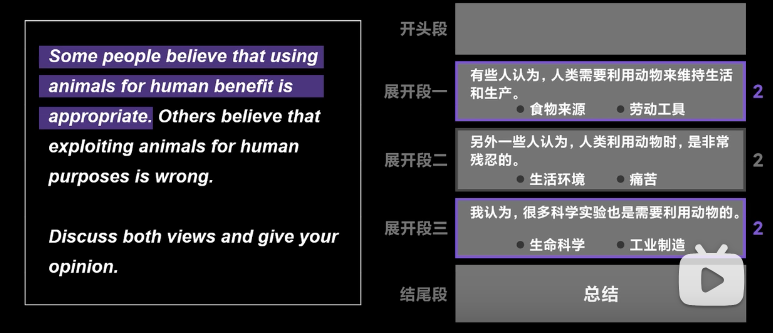 Some people believe that using
animals for human benefit is
appropriate. Others believe that
exploiting animals for human
purposes is wrong.
Discuss both views and give your
opinion.
开头段
展开段一
有些人认为，人类需要利用动物来维持生活
和生产。
● 食物来源 ● 劳动工具
2
展开段二
另外一些人认为，人类利用动物时，是非常
残忍的。
● 生活环境 ● 痛苦
2
展开段三
我认为，很多科学实验也是需要利用动物的。
● 生命科学 ● 工业制造
2
结尾段
总结